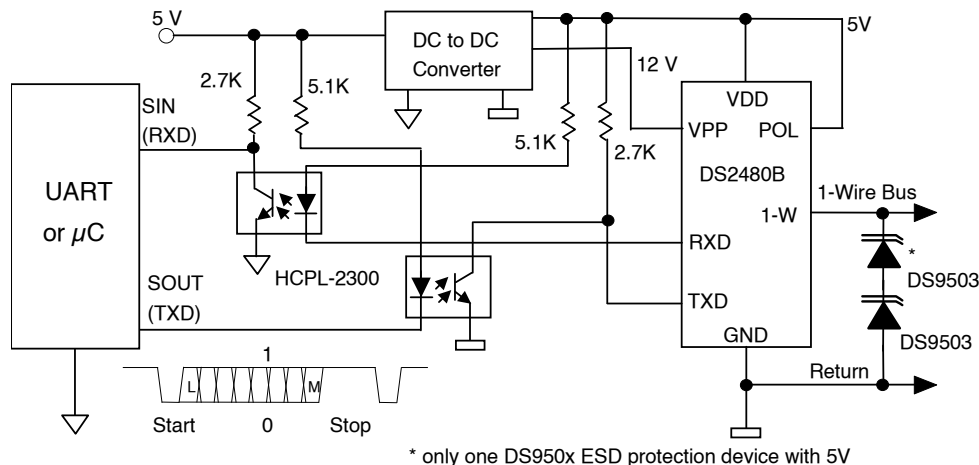 5 V
DC to DC
Converter
5V
12 V
2.7K
5.1K
5.1K
2.7K
SIN
(RXD)
UART
or µC
VDD
VPP
POL
DS2480B
1-W
RXD
TXD
GND
1-Wire Bus
*
DS9503
DS9503
Return
HCPL-2300
SOUT
(TXD)
1
L
M
Start
0
Stop
* only one DS950x ESD protection device with 5V